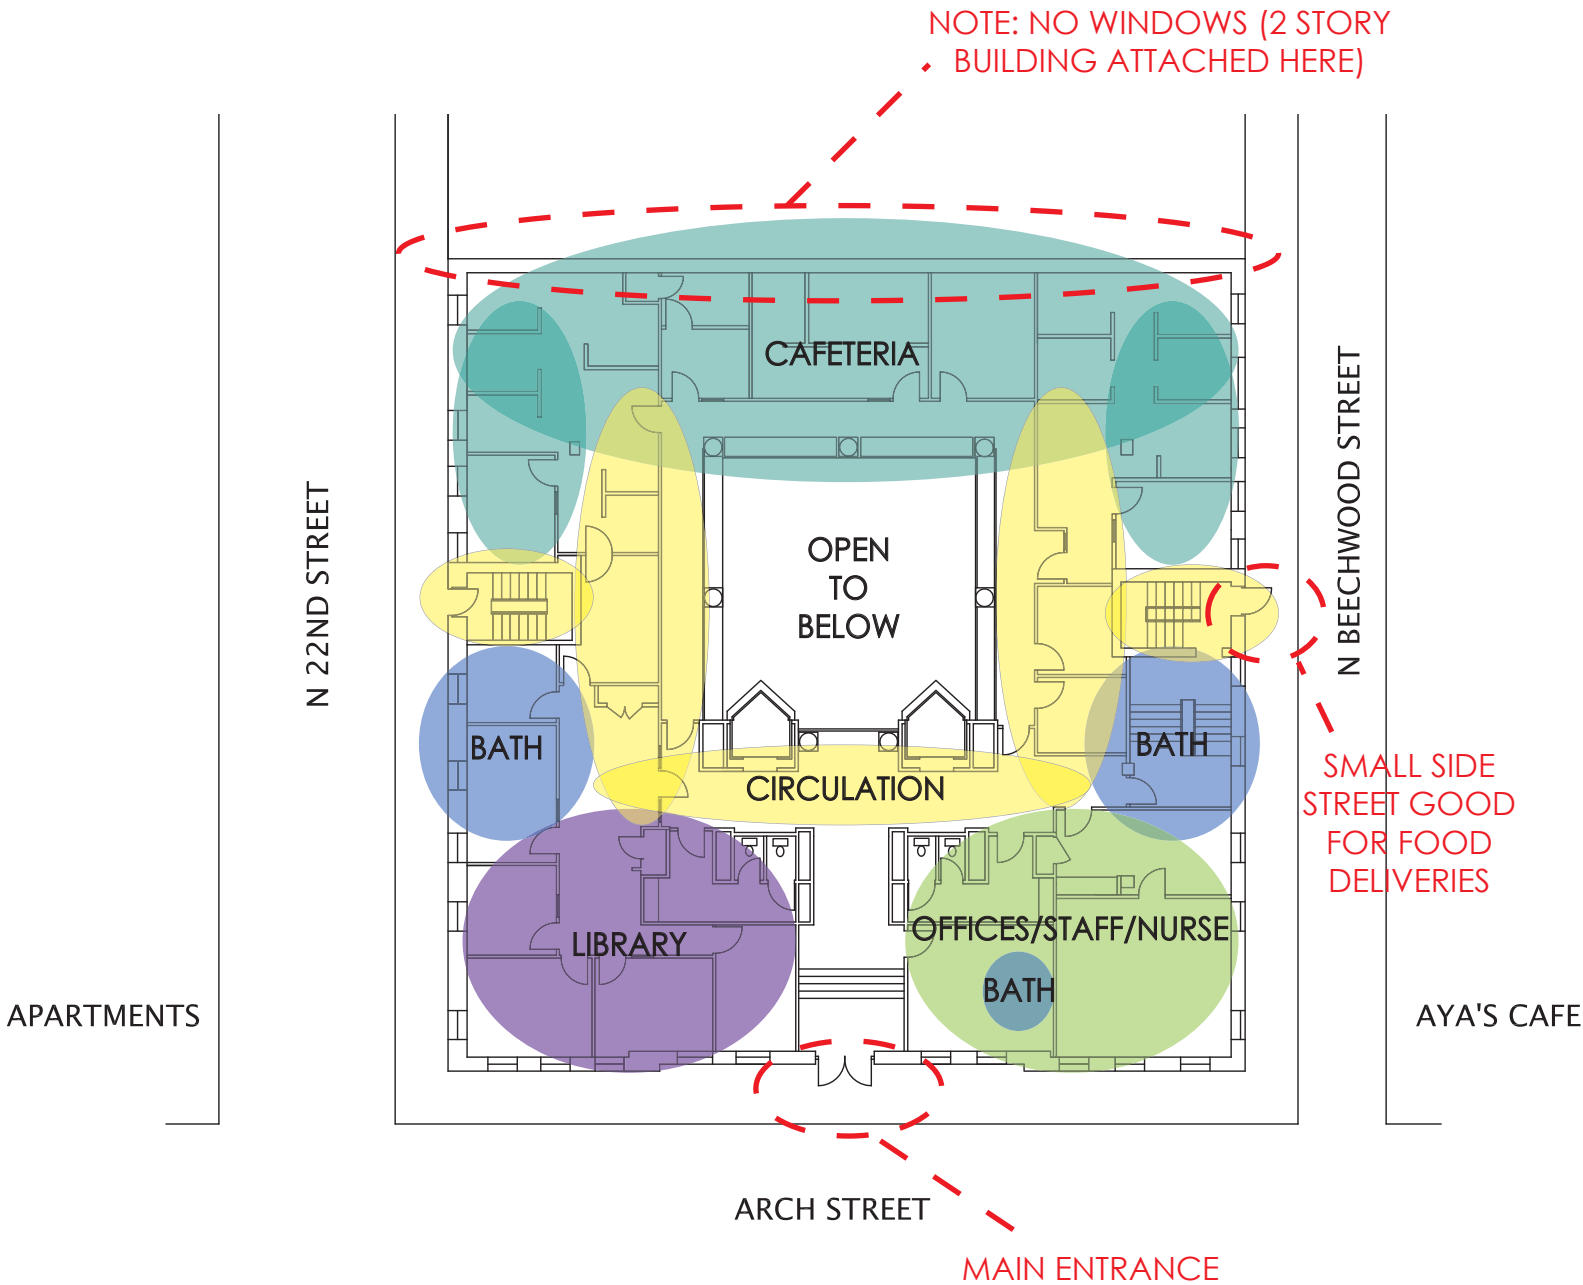 NOTE: NO WINDOWS (2 STORY
BUILDING ATTACHED HERE)
CAFETERIA
OPEN
TO
BELOW
N 22ND STREET
N BEECHWOOD STREET
BATH
BATH
CIRCULATION
SMALL SIDE
STREET GOOD
FOR FOOD
DELIVERIES
LIBRARY
OFFICES/STAFF/NURSE
BATH
APARTMENTS
AYA'S CAFE
ARCH STREET
MAIN ENTRANCE